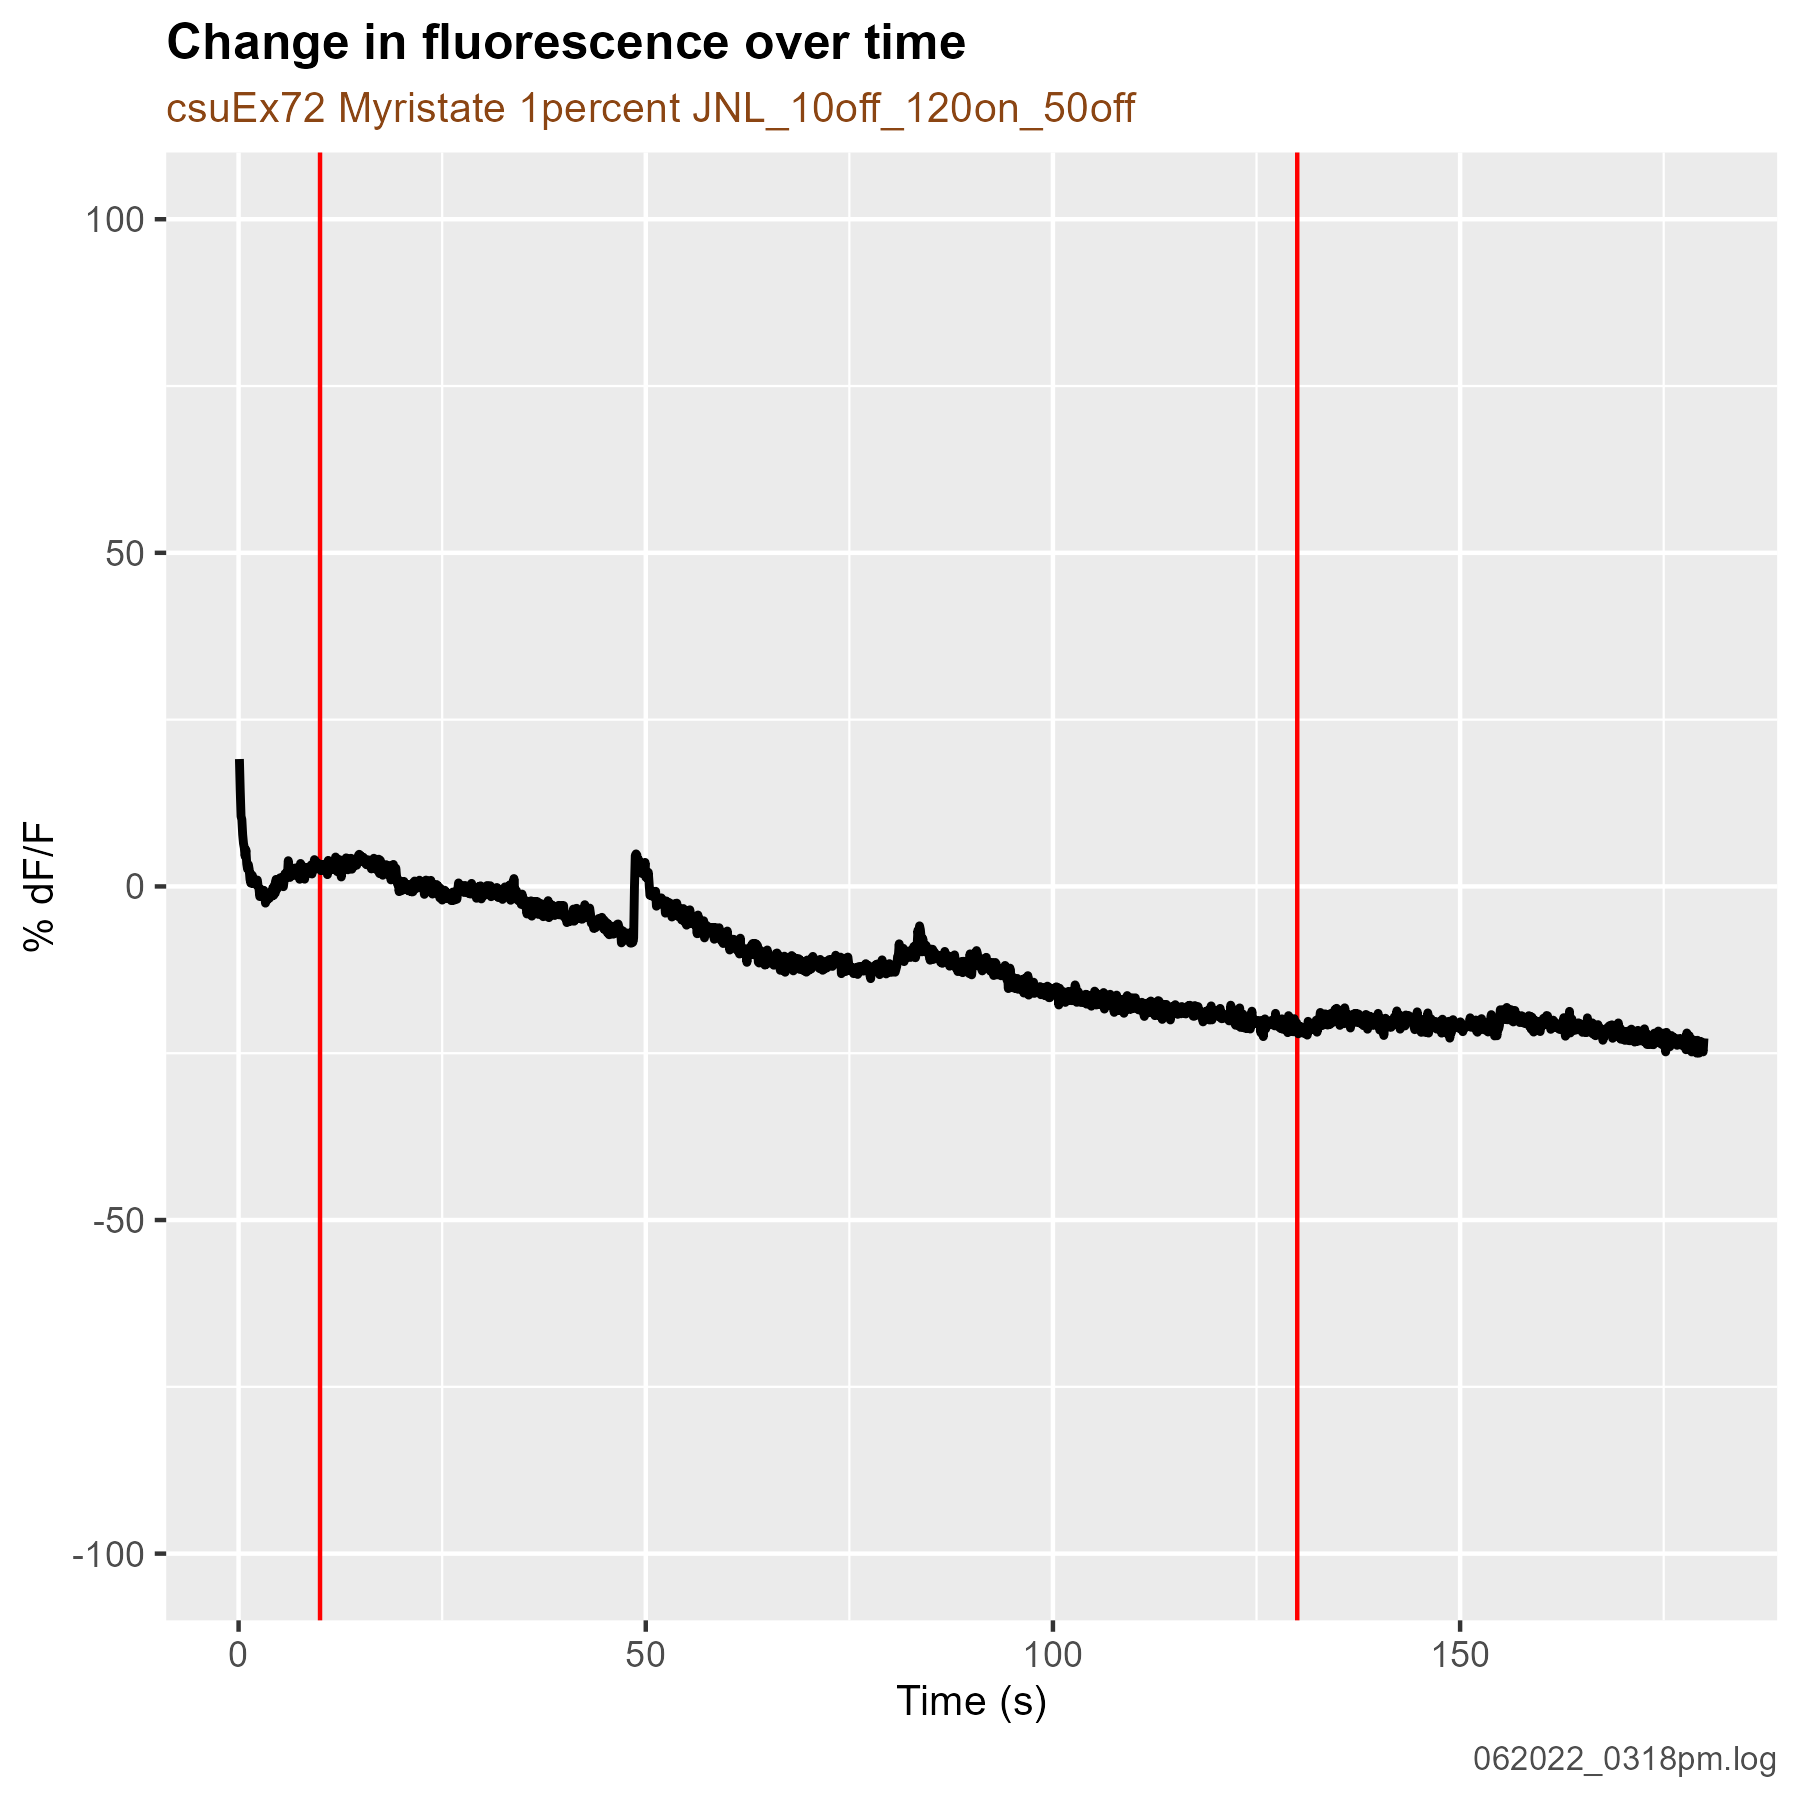 Change in fluorescence over time
csuEx72 Myristate 1percent JNL_10off_120on_50off
% dF/F
100
50
0
-50
-100
0 50 100 150
Time (s)
062022_0318pm.log